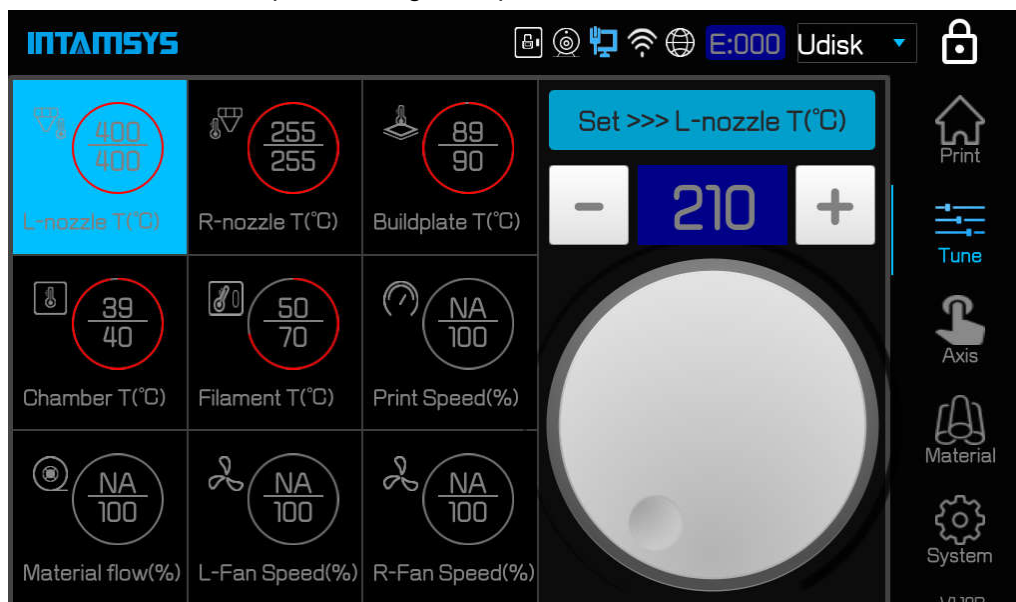 INTAMSYS
E:000
Udisk
400
400
L-nozzle T(℃)
255
255
R-nozzle T(℃)
89
90
Buildplate T(℃)
Set >>> L-nozzle T(℃)
-
210
+
39
40
Chamber T(℃)
50
70
Filament T(℃)
NA
100
Print Speed(%)
NA
100
Material flow(%)
NA
100
L-Fan Speed(%)
NA
100
R-Fan Speed(%)
Print
Tune
Axis
Material
System